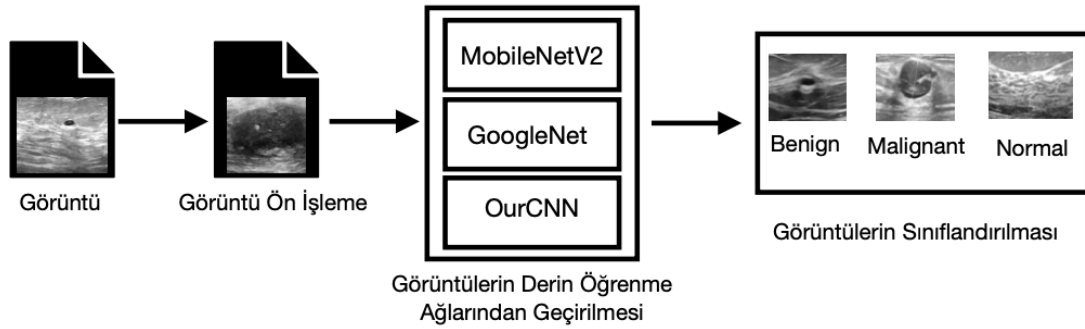 Görüntü
Görüntü Ön İşleme
MobileNetV2
GoogleNet
OurCNN
Görüntülerin Derin Öğrenme
Ağlarından Geçirilmesi
Benign
Malignant
Normal
Görüntülerin Sınıflandırılması